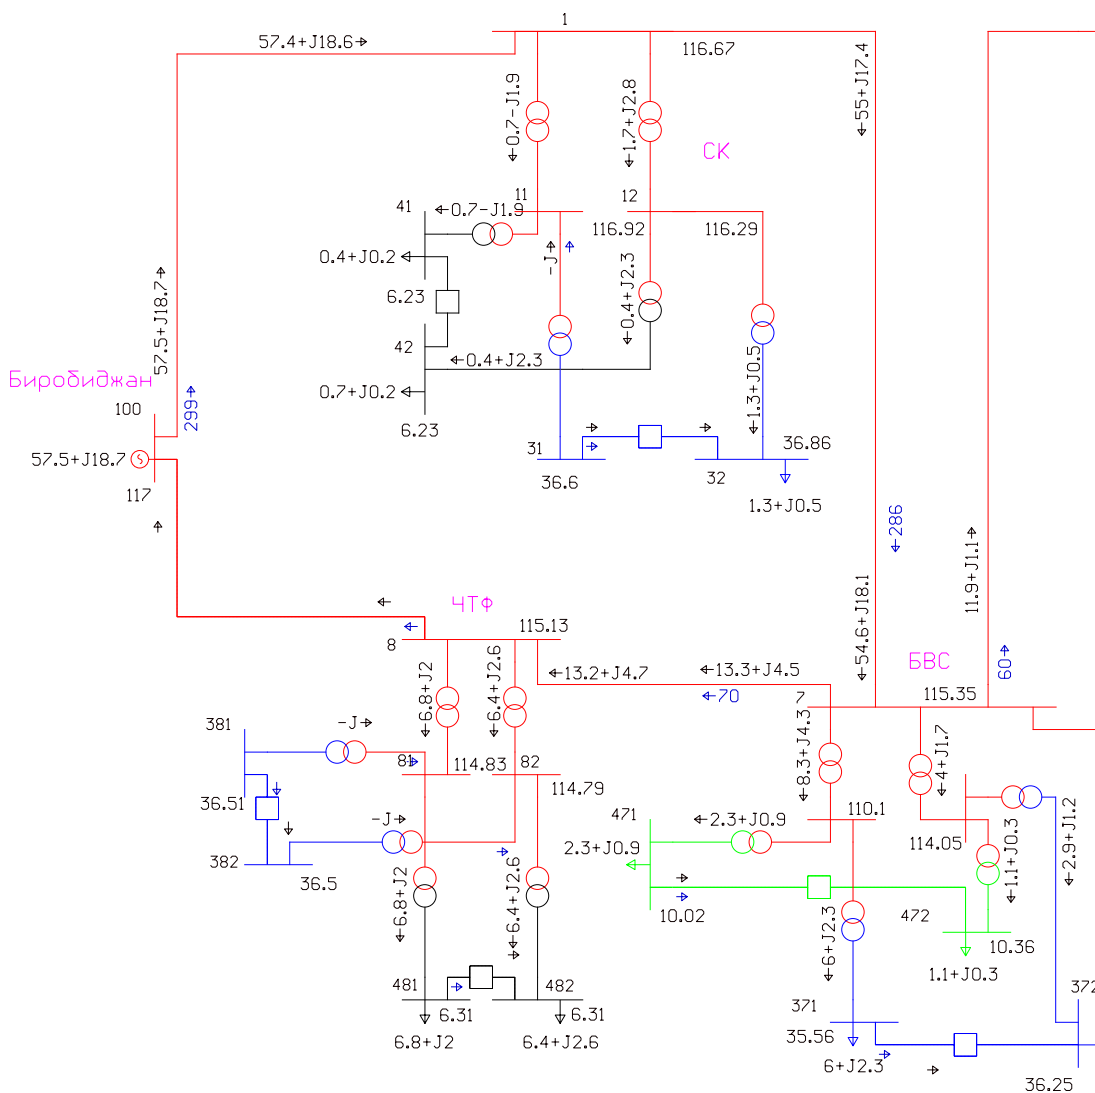 1
57.4+J18.6→
116.67
←0.7-J1.9
←1.7+J2.8
←55+J17.4
СК
11
12
41
←0.7-J1.9
116.92
116.29
0.4+J0.2
-J→
←0.4+J2.3
6.23
57.5+J18.7→
42
←0.4+J2.3
←1.3+J0.5
Биробиджан
299→
0.7+J0.2
100
6.23
31
36.86
57.5+J18.7
36.6
32
117
1.3+J0.5
←286
11.9+J1.1→
←54.6+J18.1
ЧТФ
115.13
8
БВС
60→
←13.2+J4.7
←13.3+J4.5
←6.8+J2
←6.4+J2.6
←70
7
115.35
381
-J→
←8.3+J4.3
←4+J1.7
81
114.83
82
114.79
36.51
-J→
471
←2.3+J0.9
110.1
114.05
←1.1+J0.3
←2.9+J1.2
2.3+J0.9
382
36.5
←6.8+J2
←6.4+J2.6
10.02
←6+J2.3
472
10.36
1.1+J0.3
481
6.31
482
6.31
372
371
6.8+J2
6.4+J2.6
35.56
6+J2.3
36.25